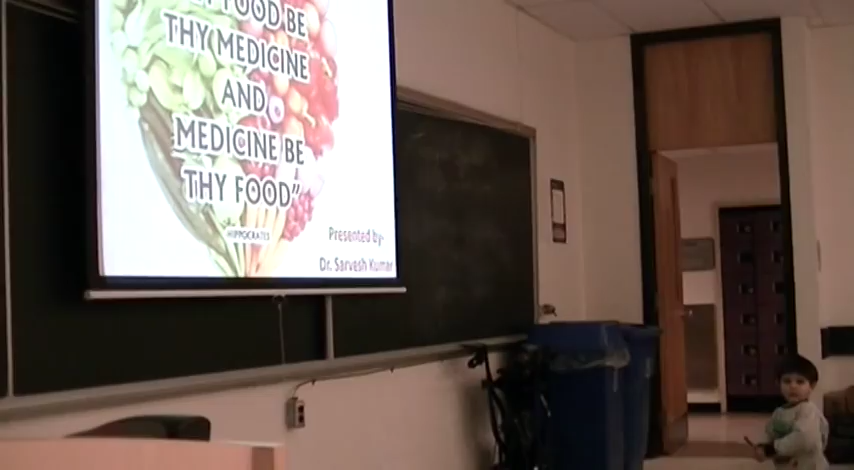 FOOD BE
THY MEDICINE
AND
MEDICINE BE
THY FOOD"
HIPPOCRATES
Presented by-
Dr. Sarvesh Kumar